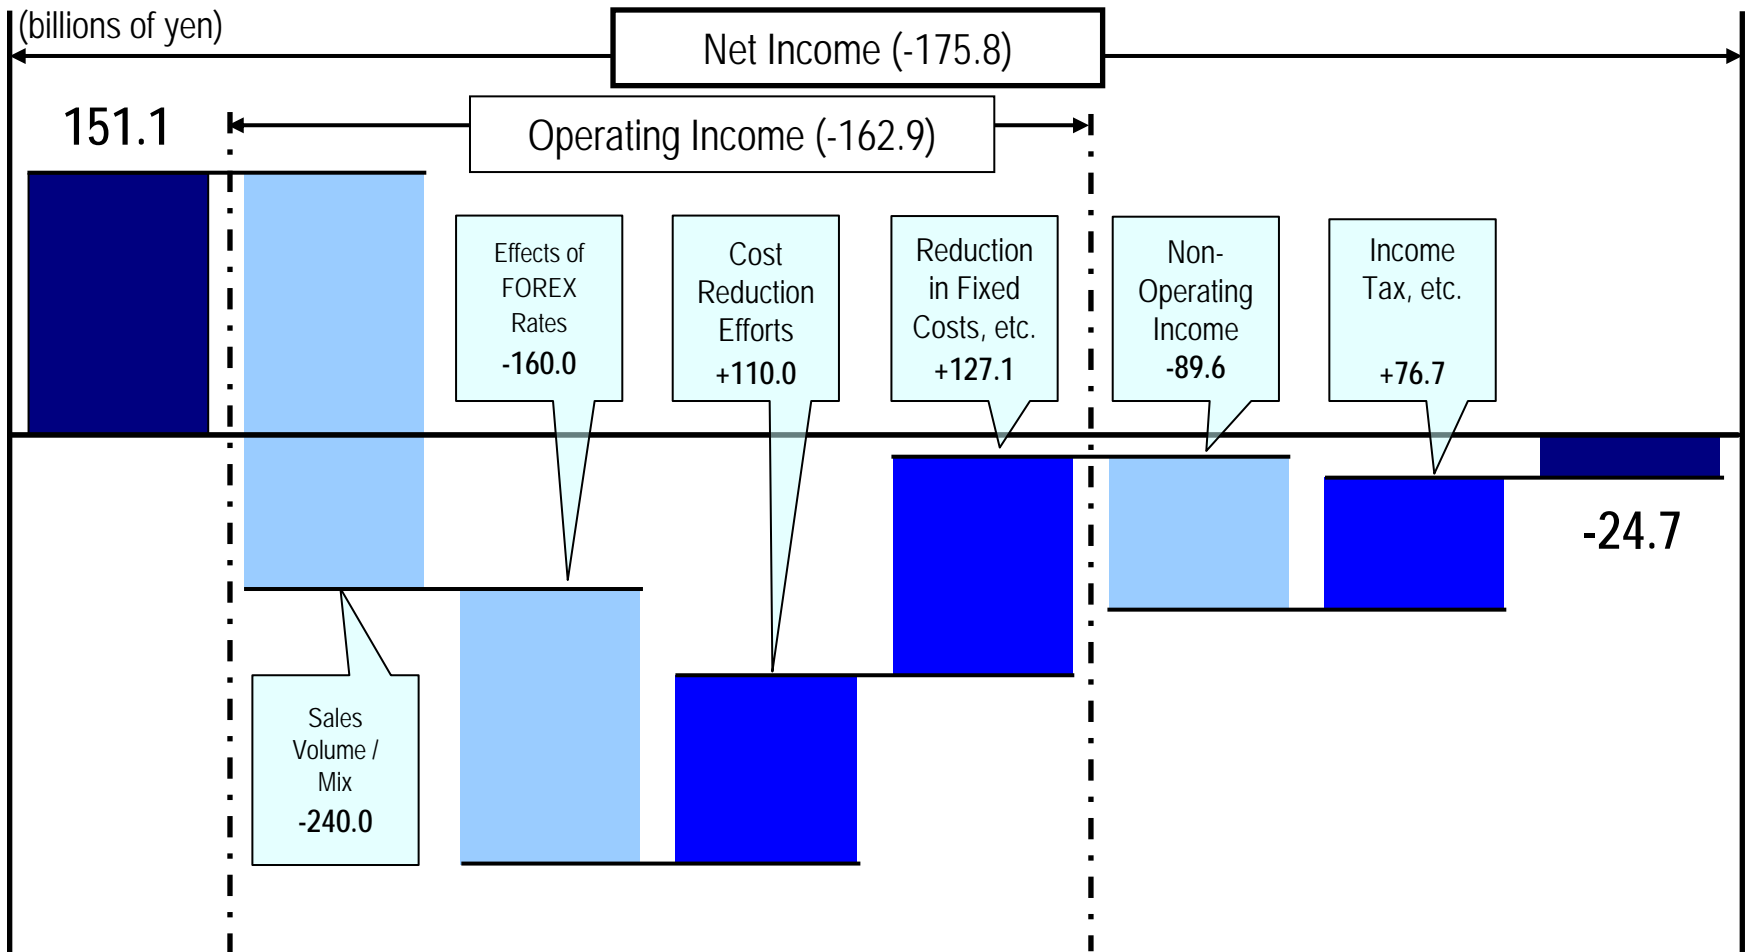 (billions of yen)
Net Income (-175.8)
151.1
Operating Income (-162.9)
Effects of
FOREX
Rates
-160.0
Cost
Reduction
Efforts
+110.0
Reduction
in Fixed
Costs, etc.
+127.1
Non-
Operating
Income
-89.6
Income
Tax, etc.
+76.7
-24.7
Sales
Volume /
Mix
-240.0